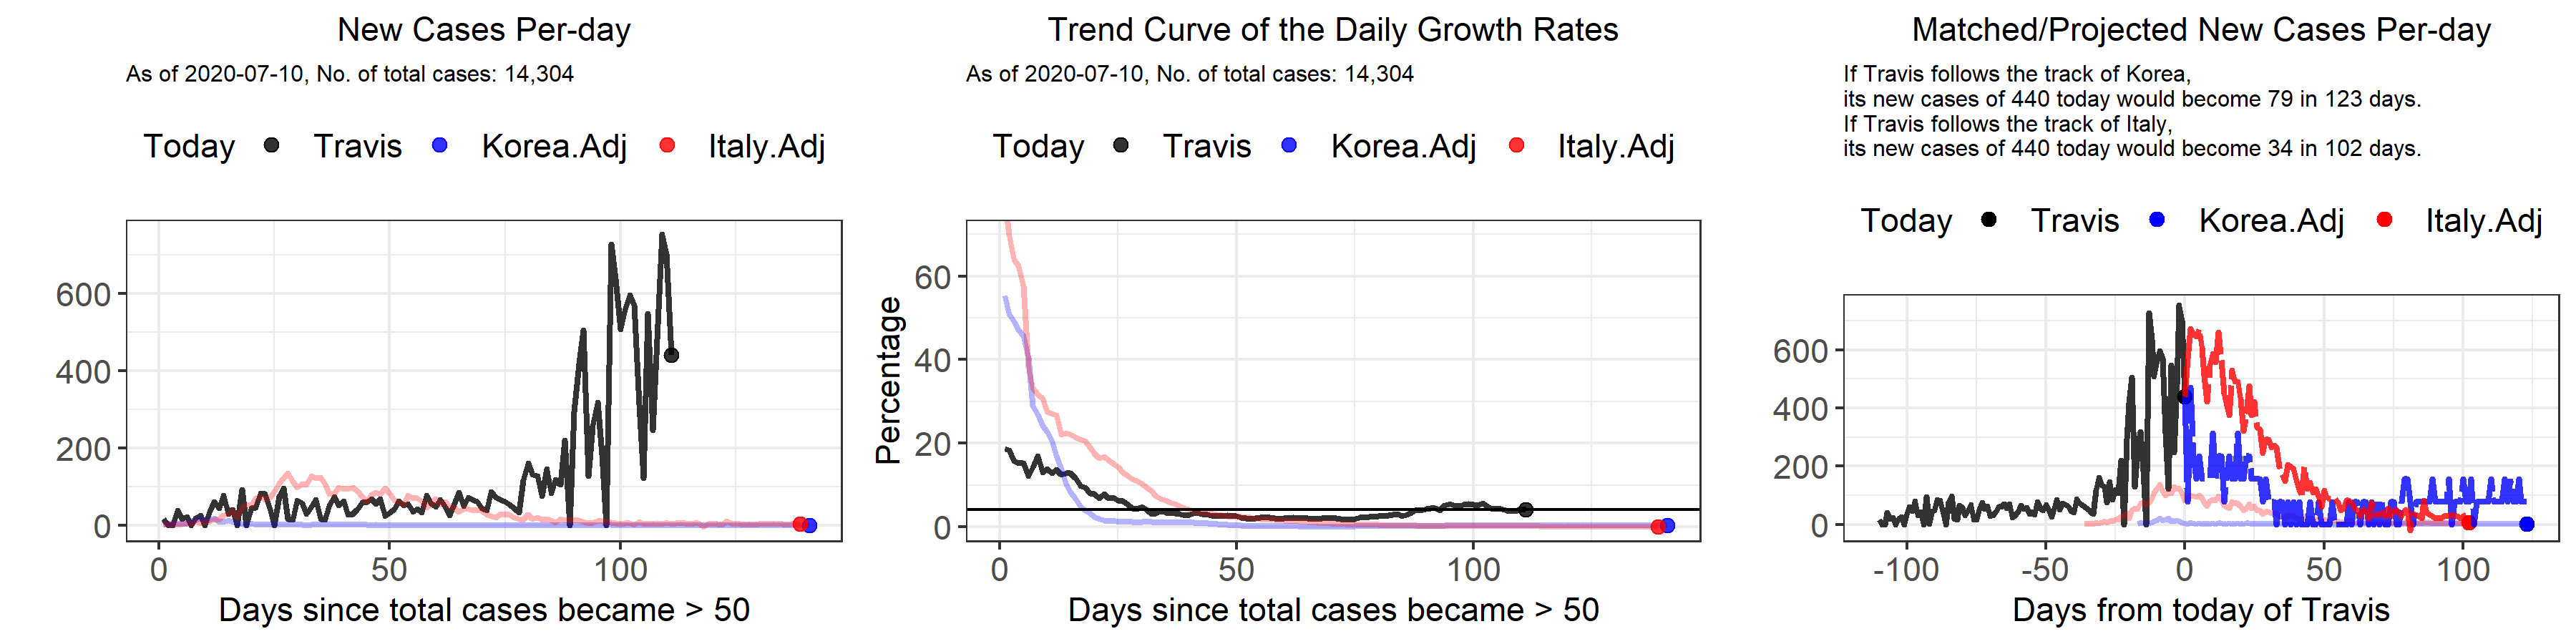 New Cases Per-day
As of 2020-07-10, No. of total cases: 14,304
Today Travis Korea.Adj Italy.Adj
600
400
200
0
0 50 100
Days since total cases became > 50
Trend Curve of the Daily Growth Rates
As of 2020-07-10, No. of total cases: 14,304
Today Travis Korea.Adj Italy.Adj
Percentage
60
40
20
0
0 50 100
Days since total cases became > 50
Matched/Projected New Cases Per-day
If Travis follows the track of Korea,
its new cases of 440 today would become 79 in 123 days.
If Travis follows the track of Italy,
its new cases of 440 today would become 34 in 102 days.
Today Travis Korea.Adj Italy.Adj
600
400
200
0
-100 -50 0 50 100
Days from today of Travis